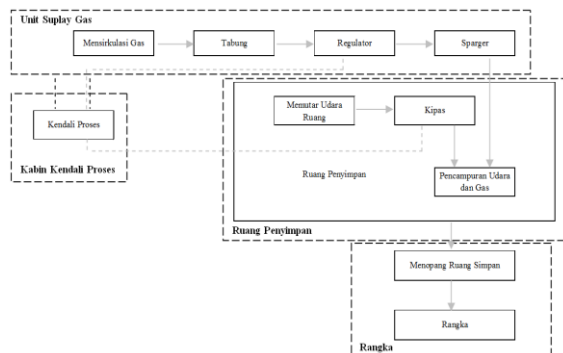 Unit Suplay Gas
Mensirkulasi Gas
Tabung
Regulator
Sparger
Kendali Proses
Kabin Kendali Proses
Memutar Udara
Ruang
Kipas
Ruang Penyimpan
Pencampuran Udara
dan Gas
Ruang Penyimpan
Menopang Ruang Simpan
Rangka
Rangka